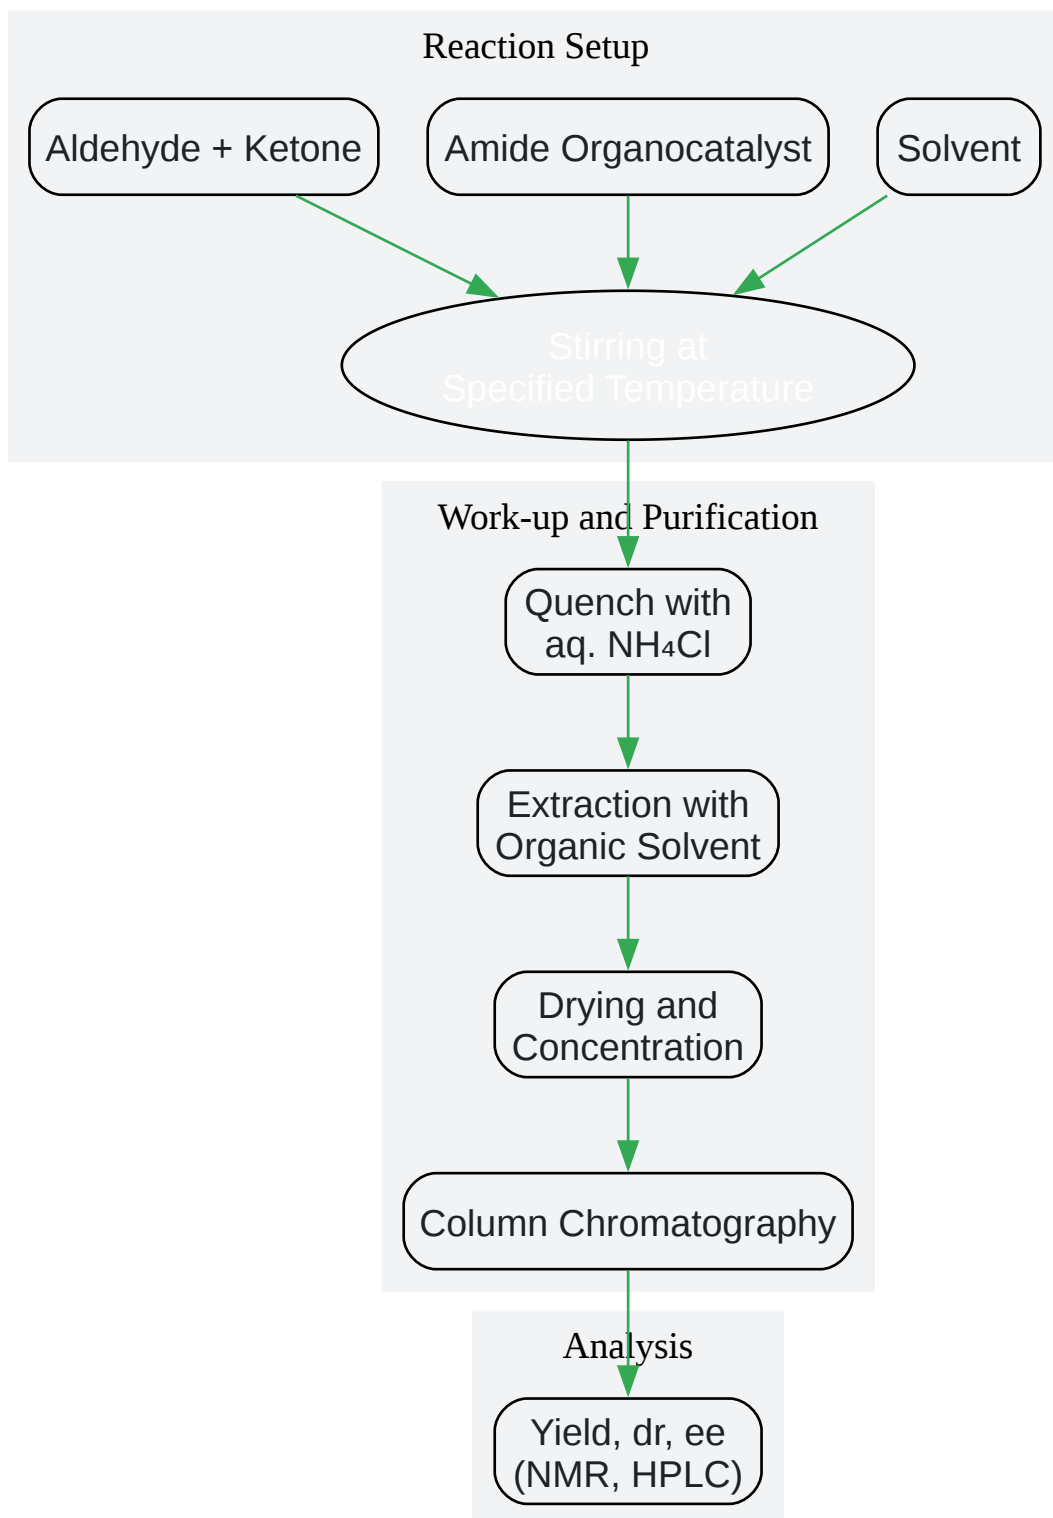 Reaction Setup
Aldehyde + Ketone
Amide Organocatalyst
Solvent
Stirring at
Specified Temperature
Work-up and Purification
Quench with
aq. NH₄Cl
Extraction with
Organic Solvent
Drying and
Concentration
Column Chromatography
Analysis
Yield, dr, ee
(NMR, HPLC)